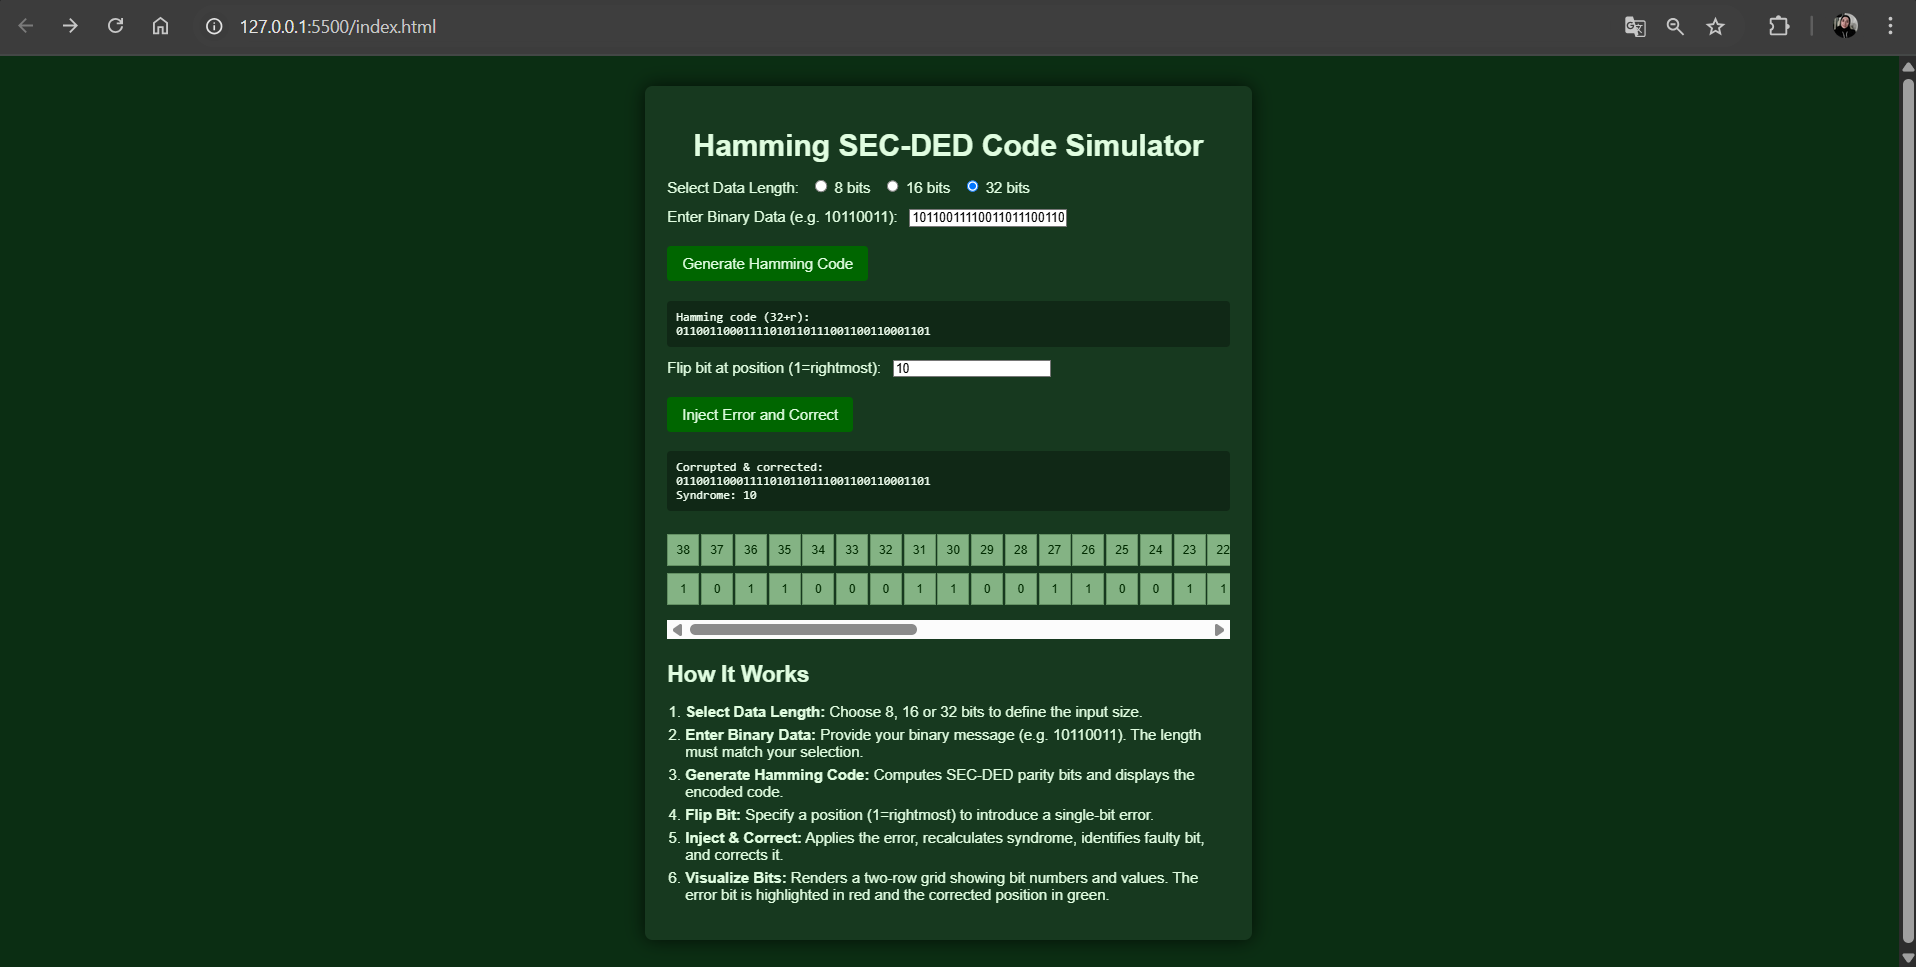 127.0.0.1:5500/index.html
Hamming SEC-DED Code Simulator
Select Data Length: 8 bits 16 bits 32 bits
Enter Binary Data (e.g. 10110011): 10110011110011011100110
Generate Hamming Code
Hamming code (32+r):
01100110001111010110111001100110001101
Flip bit at position (1=rightmost): 10
Inject Error and Correct
Corrupted & corrected:
01100110001111010110111001100110001101
Syndrome: 10
38 37 36 35 34 33 32 31 30 29 28 27 26 25 24 23 22
1 0 1 1 0 0 0 1 1 0 0 1 1 0 0 1 1
How It Works
1. Select Data Length: Choose 8, 16 or 32 bits to define the input size.
2. Enter Binary Data: Provide your binary message (e.g. 10110011). The length
must match your selection.
3. Generate Hamming Code: Computes SEC-DED parity bits and displays the
encoded code.
4. Flip Bit: Specify a position (1=rightmost) to introduce a single-bit error.
5. Inject & Correct: Applies the error, recalculates syndrome, identifies faulty bit,
and corrects it.
6. Visualize Bits: Renders a two-row grid showing bit numbers and values. The
error bit is highlighted in red and the corrected position in green.